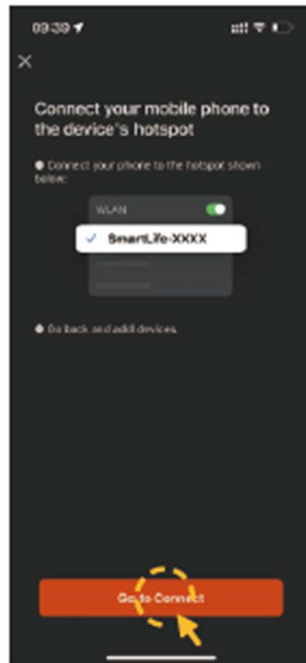 09:39
Connect your mobile phone to
the device's hotspot
Connect your phone to the hotspot shown
below:
WLAN
SmartLife-XXXX
Go back and add devices.
Go to Connect